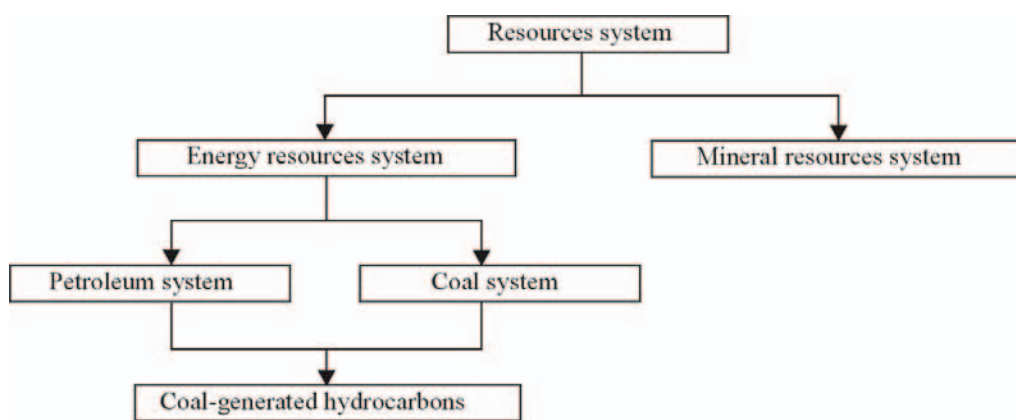 Resources system
Energy resources system
Mineral resources system
Petroleum system
Coal system
Coal-generated hydrocarbons